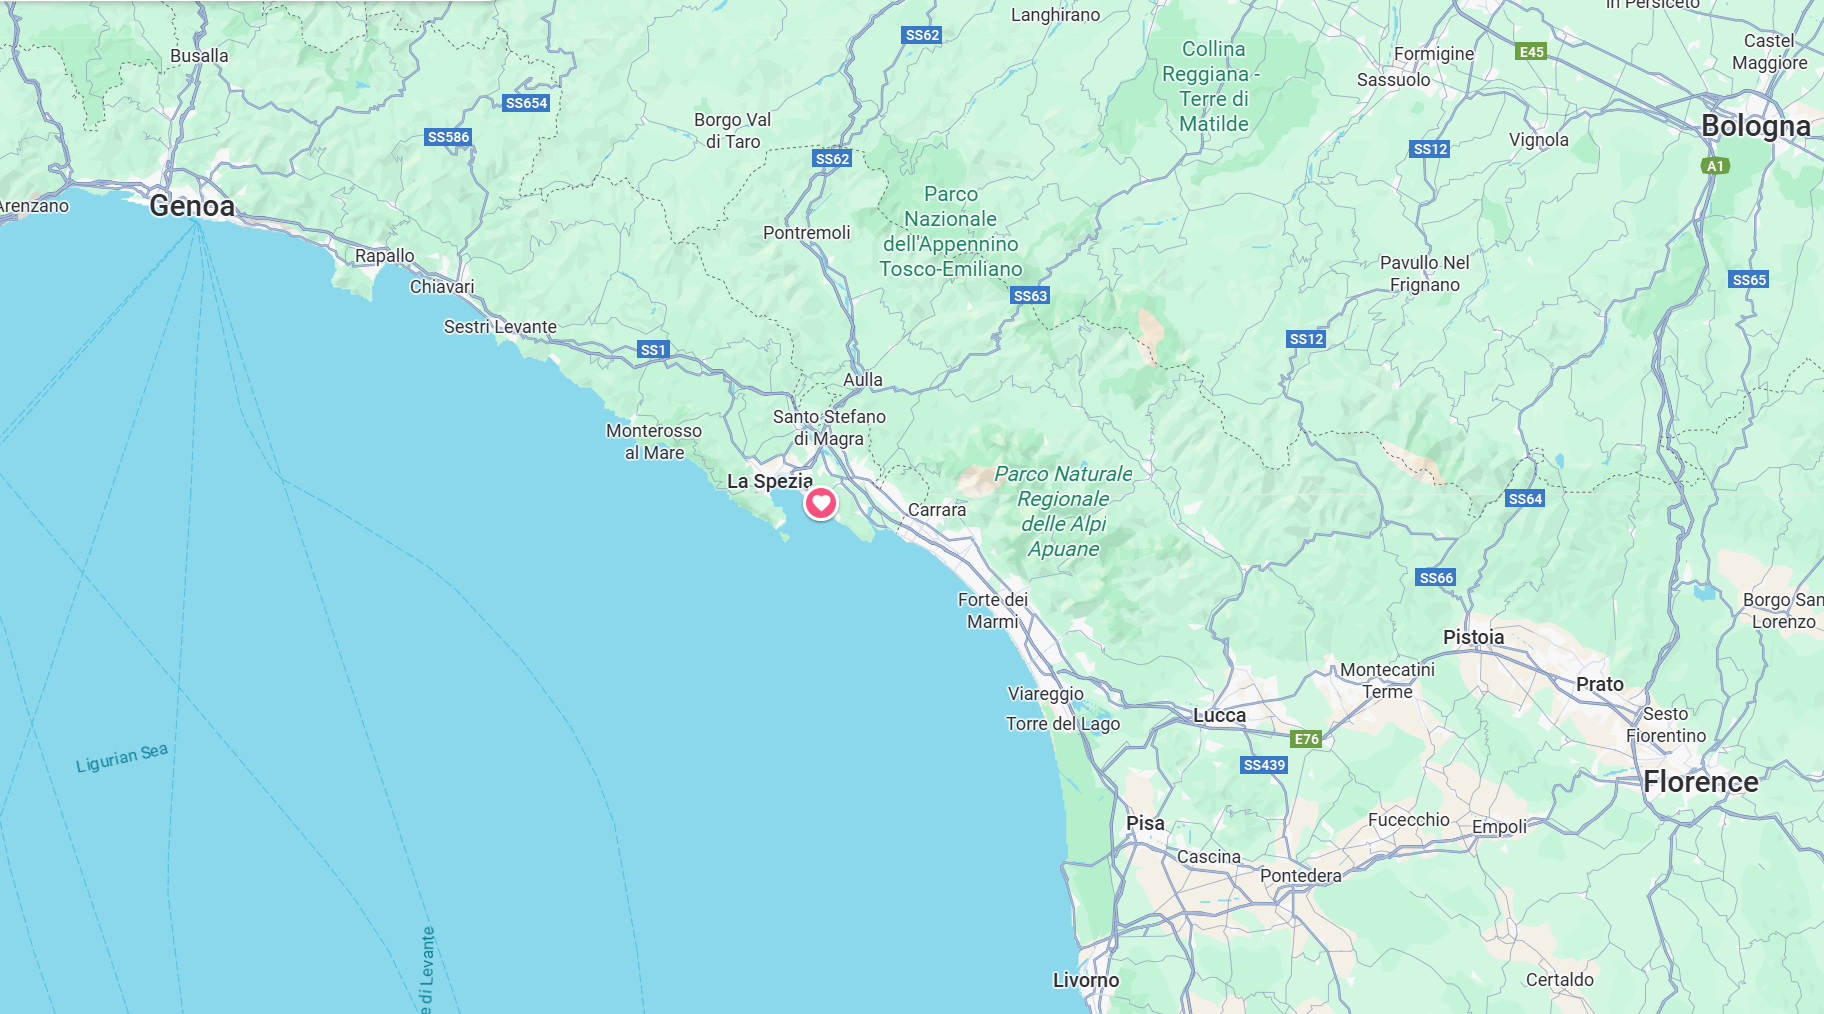 Langhirano
in Persiceto
SS62
Busalla
Collina
Reggiana -
Terre di
Matilde
Formigine
Sassuolo
E45
Castel
Maggiore
SS654
SS586
Borgo Val
di Taro
SS62
SS12
Vignola
Bologna
A1
Arenzano
Genoa
Parco
Nazionale
dell'Appennino
Tosco-Emiliano
Pontremoli
Rapallo
Chiavari
SS63
Pavullo Nel
Frignano
SS65
Sestri Levante
SS1
SS12
Aulla
Santo Stefano
di Magra
Monterosso
al Mare
La Spezia
Parco Naturale
Regionale
delle Alpi
Apuane
Carrara
SS64
SS66
Forte dei
Marmi
Borgo San
Lorenzo
Pistoia
Montecatini
Terme
Prato
Viareggio
Torre del Lago
Lucca
Sesto
Fiorentino
E76
SS439
Ligurian Sea
Florence
Pisa
Fucecchio
Empoli
Cascina
Pontedera
e di Levante
Livorno
Certaldo